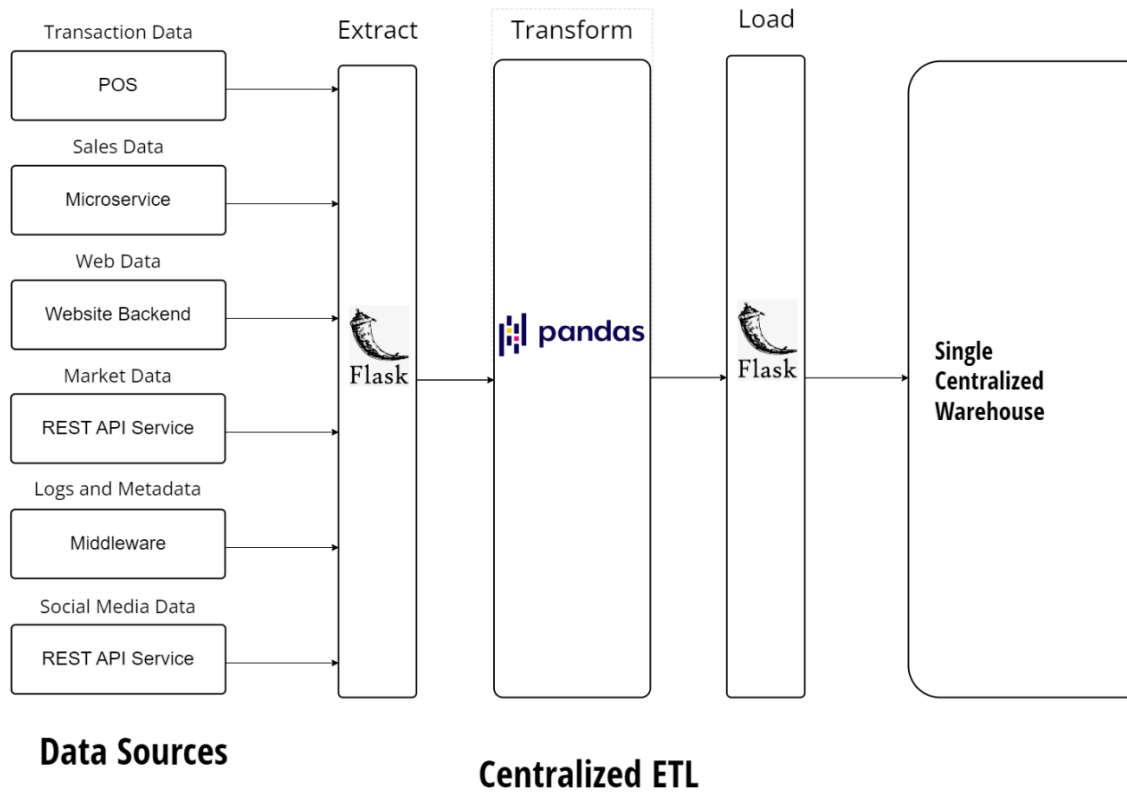 Transaction Data
POS
Sales Data
Microservice
Web Data
Website Backend
Market Data
REST API Service
Logs and Metadata
Middleware
Social Media Data
REST API Service
Data Sources
Extract
Flask
Transform
pandas
Load
Flask
Centralized ETL
Single
Centralized
Warehouse